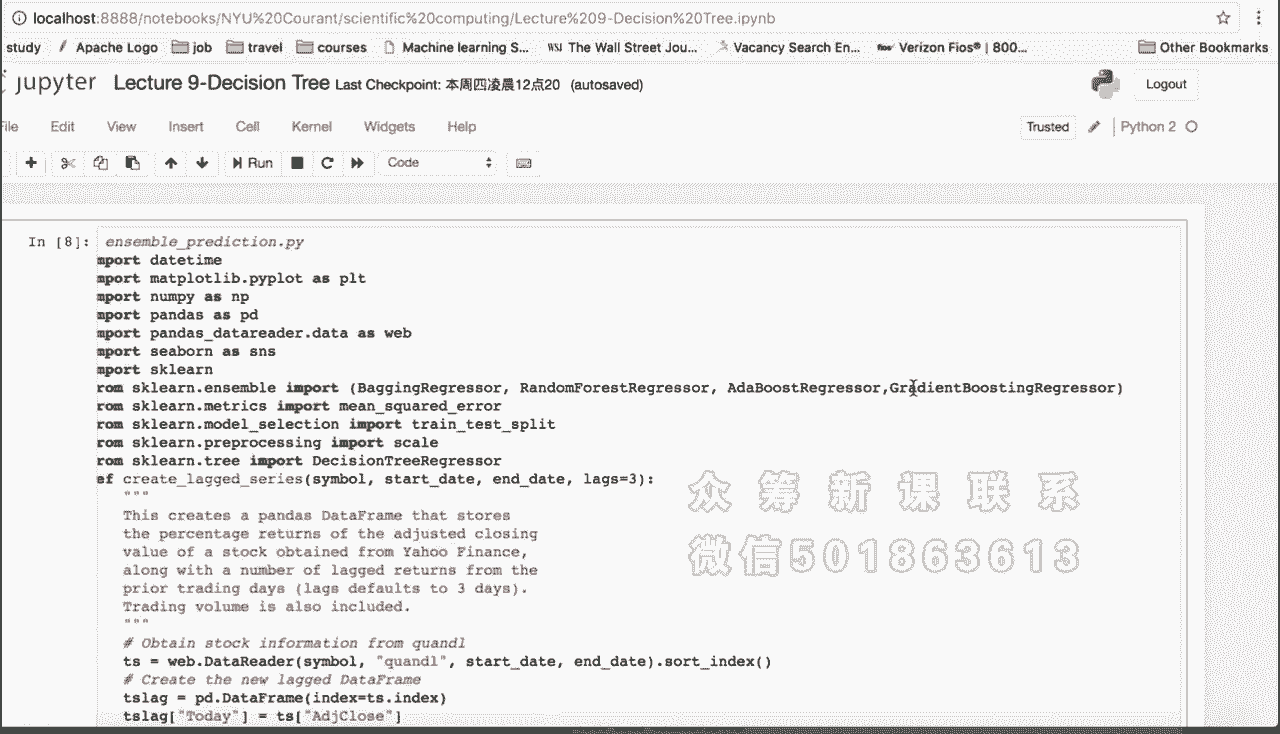 localhost:8888/notebooks/NYU%20Courant/scientific%20computing/Lecture%209-Decision%20Tree.ipynb
study Apache Logo job travel courses Machine learning S... WSJ The Wall Street Jou... Vacancy Search En... fios Verizon Fios® | 800... Other Bookmarks
jupyter Lecture 9-Decision Tree Last Checkpoint: 本周四凌晨12点20 (autosaved) Logout
File Edit View Insert Cell Kernel Widgets Help Trusted Python 2
Run Code
In [8]: ensemble_prediction.py
mport datetime
mport matplotlib.pyplot as plt
mport numpy as np
mport pandas as pd
mport pandas_datareader.data as web
mport seaborn as sns
mport sklearn
rom sklearn.ensemble import (BaggingRegressor, RandomForestRegressor, AdaBoostRegressor,GradientBoostingRegressor)
rom sklearn.metrics import mean_squared_error
rom sklearn.model_selection import train_test_split
rom sklearn.preprocessing import scale
rom sklearn.tree import DecisionTreeRegressor
ef create_lagged_series(symbol, start_date, end_date, lags=3):
"""
This creates a pandas DataFrame that stores
the percentage returns of the adjusted closing
value of a stock obtained from Yahoo Finance,
along with a number of lagged returns from the
prior trading days (lags defaults to 3 days).
Trading volume is also included.
"""
# Obtain stock information from quandl
ts = web.DataReader(symbol, "quandl", start_date, end_date).sort_index()
# Create the new lagged DataFrame
tslag = pd.DataFrame(index=ts.index)
tslag["Today"] = ts["AdjClose"]
众筹新课联系
微信501863613